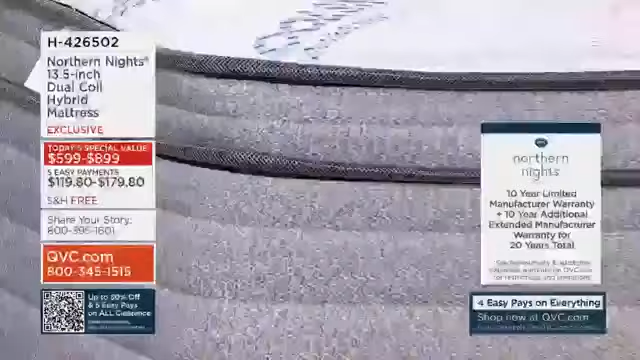 H-426502
Northern Nights®
13.5-inch
Dual Coil
Hybrid
Mattress
EXCLUSIVE
TODAY'S SPECIAL VALUE
$599-$899
5 EASY PAYMENTS
$119.80-$179.80
S&H FREE
Share Your Story:
800-395-1601
QVC.com
800-345-1515
Up to 50% Off
& 5 Easy Pays
on ALL Clearance
northern
nights
10 Year Limited
Manufacturer Warranty
+ 10 Year Additional
Extended Manufacturer
Warranty for
20 Years Total
4 Easy Pays on Everything
Shop now at QVC.com